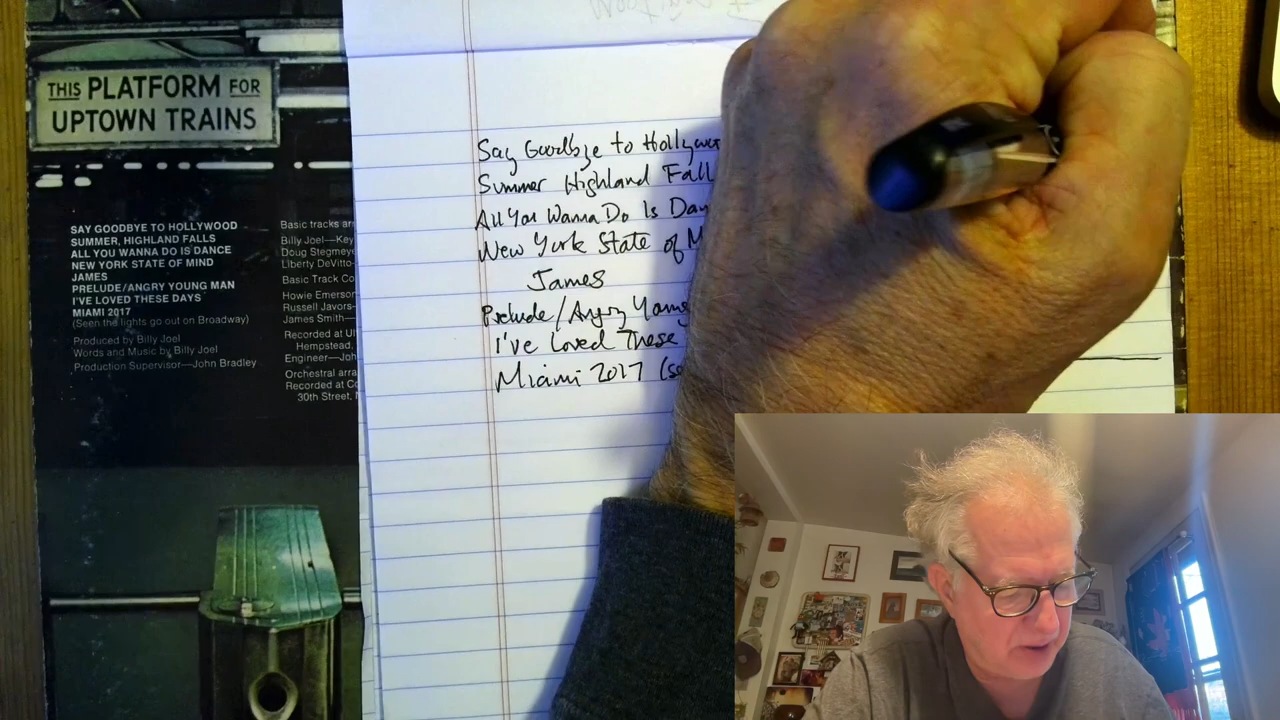 THIS PLATFORM FOR
UPTOWN TRAINS
SAY GOODBYE TO HOLLYWOOD
SUMMER, HIGHLAND FALLS
ALL YOU WANNA DO IS DANCE
NEW YORK STATE OF MIND
JAMES
PRELUDE/ANGRY YOUNG MAN
I'VE LOVED THESE DAYS
MIAMI 2017
(Seen the lights go out on Broadway)
Produced by Billy Joel
Words and Music by Billy Joel
Production Supervisor—John Bradley
Basic tracks
Billy Joel—Key
Doug Stegmey
Liberty DeVitto
Basic Track Co
Howie Emerson
Russell Javors—
James Smith—
Recorded at Ul
Hempstead,
Engineer—Joh
Orchestral arra
Recorded at Co
30th Street,
Say Goodbye to Hollywo
Summer Highland Fall
All You Wanna Do Is Dan
New York State of M
James
Prelude/Angry Young
I've Loved These
Miami 2017 (se